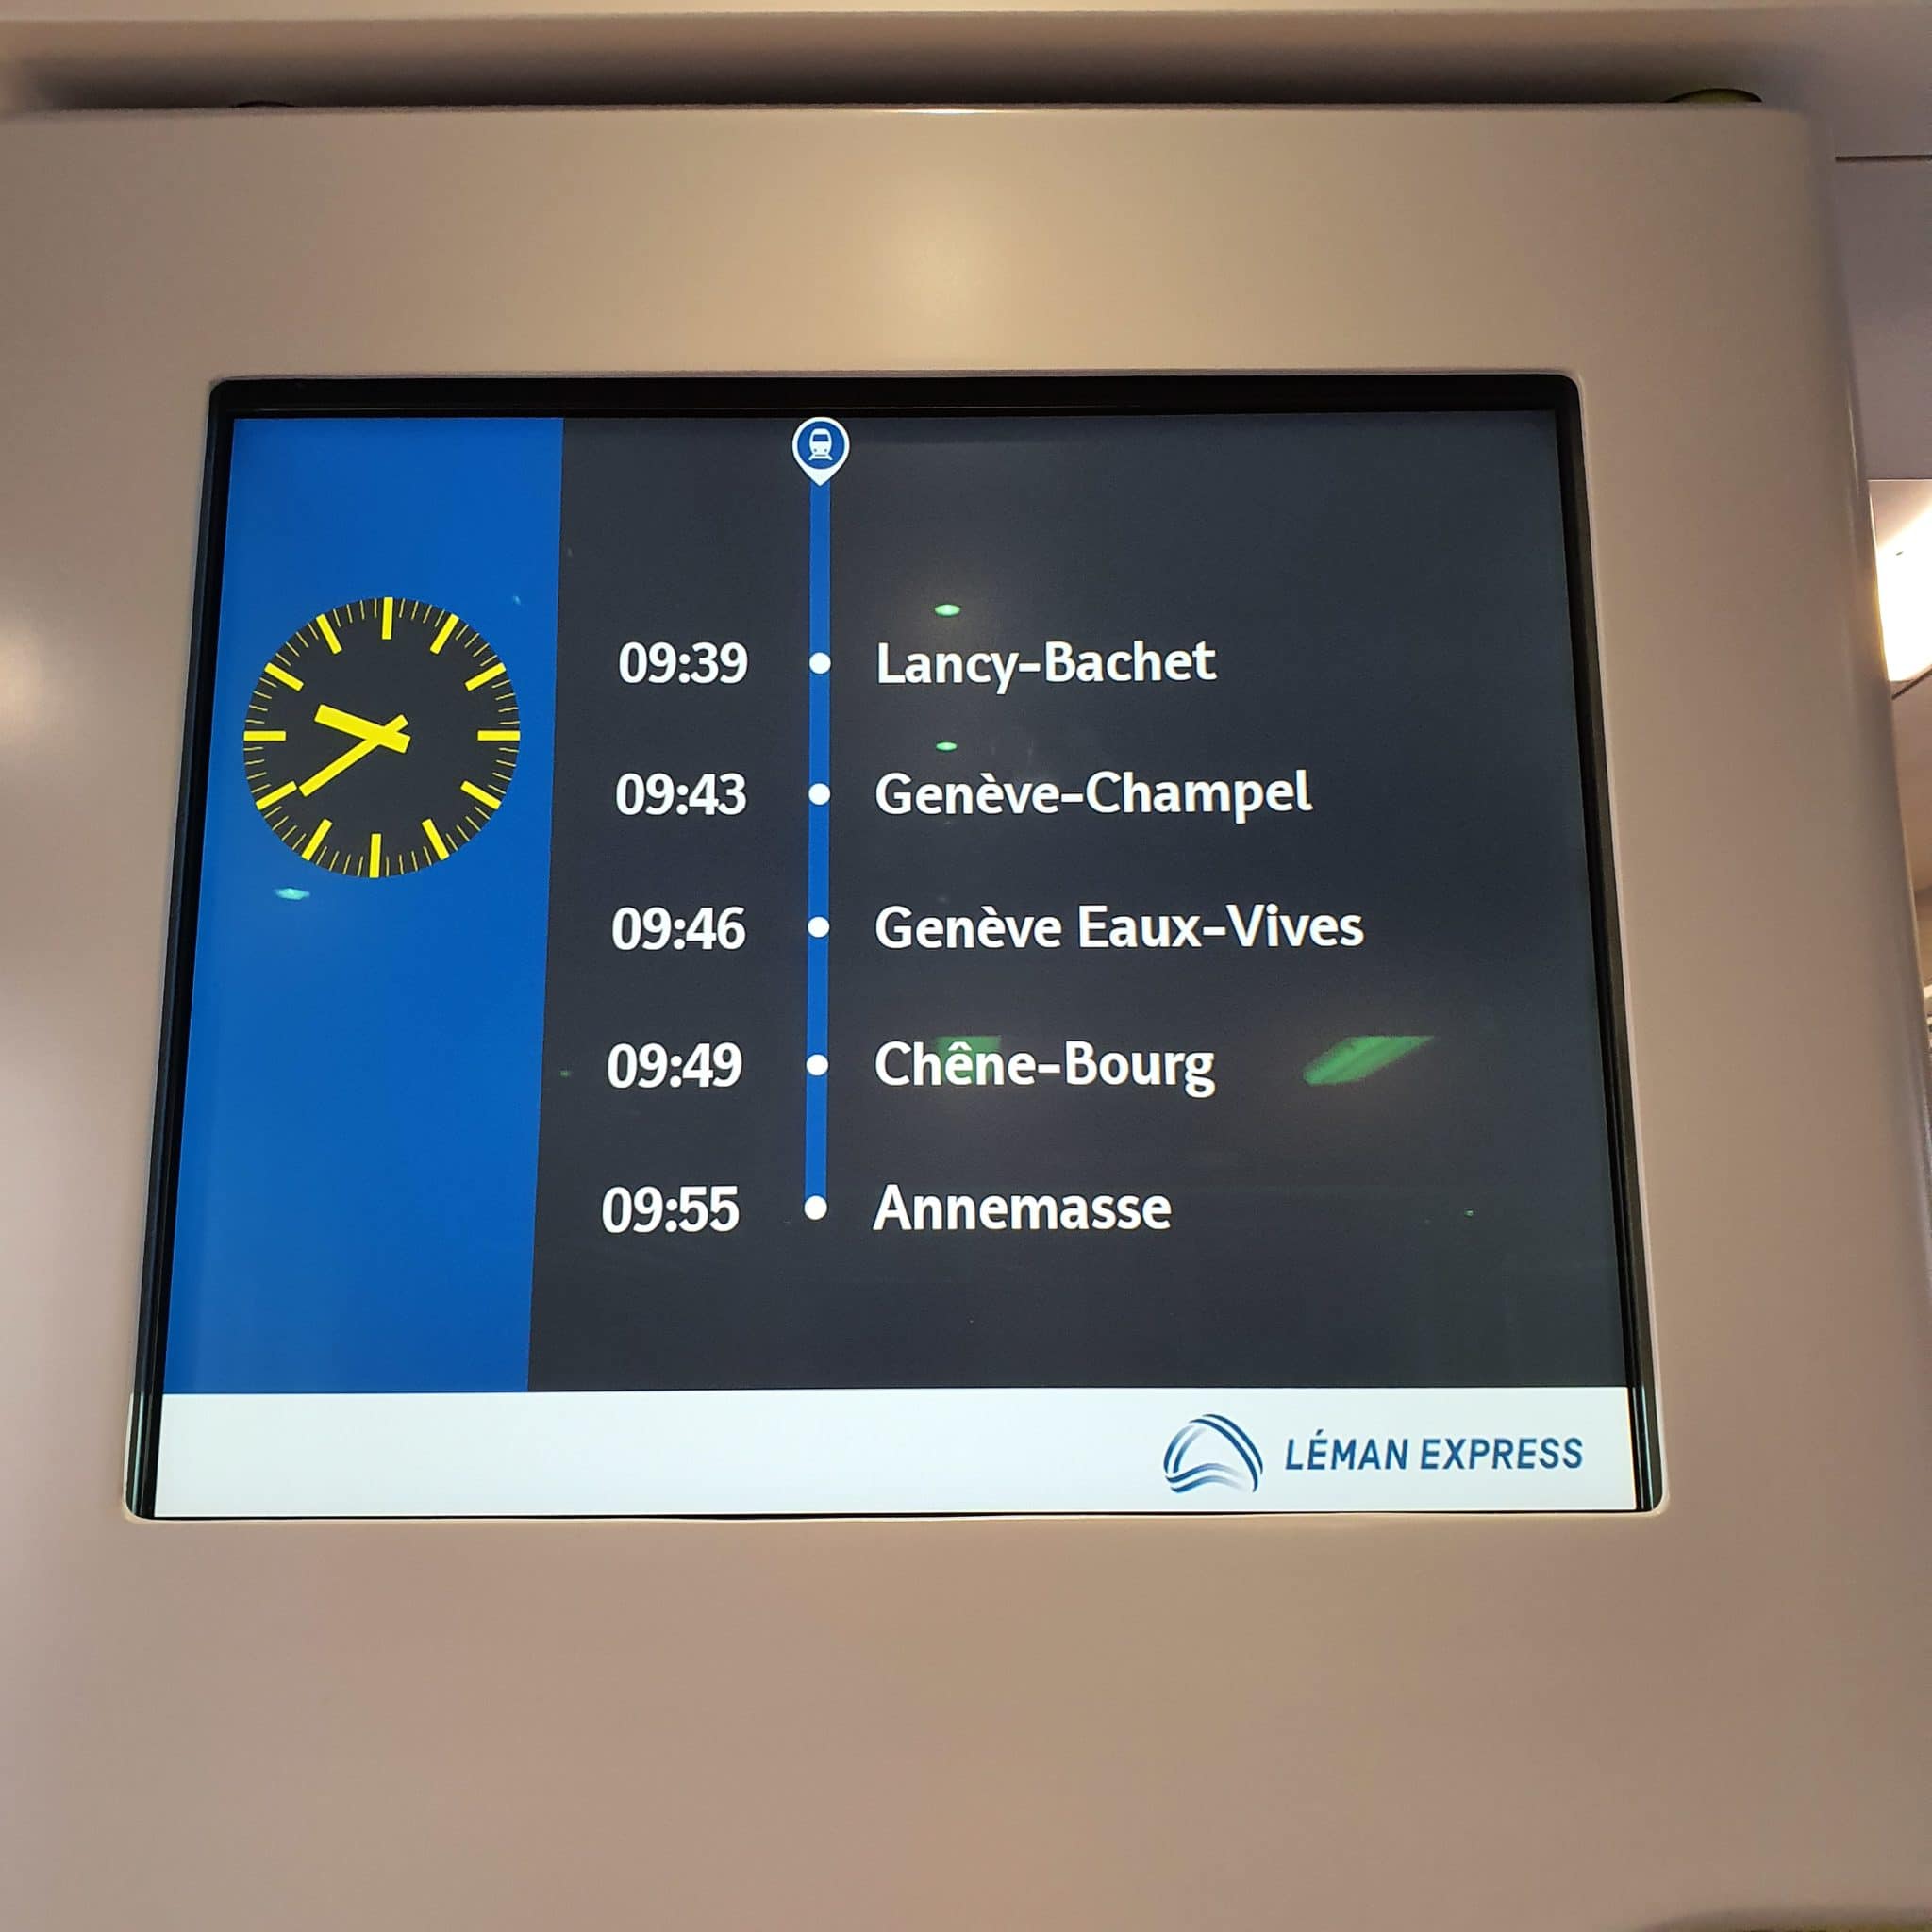 09:39 Lancy-Bachet
09:43 Genève-Champel
09:46 Genève Eaux-Vives
09:49 Chêne-Bourg
09:55 Annemasse
LÉMAN EXPRESS